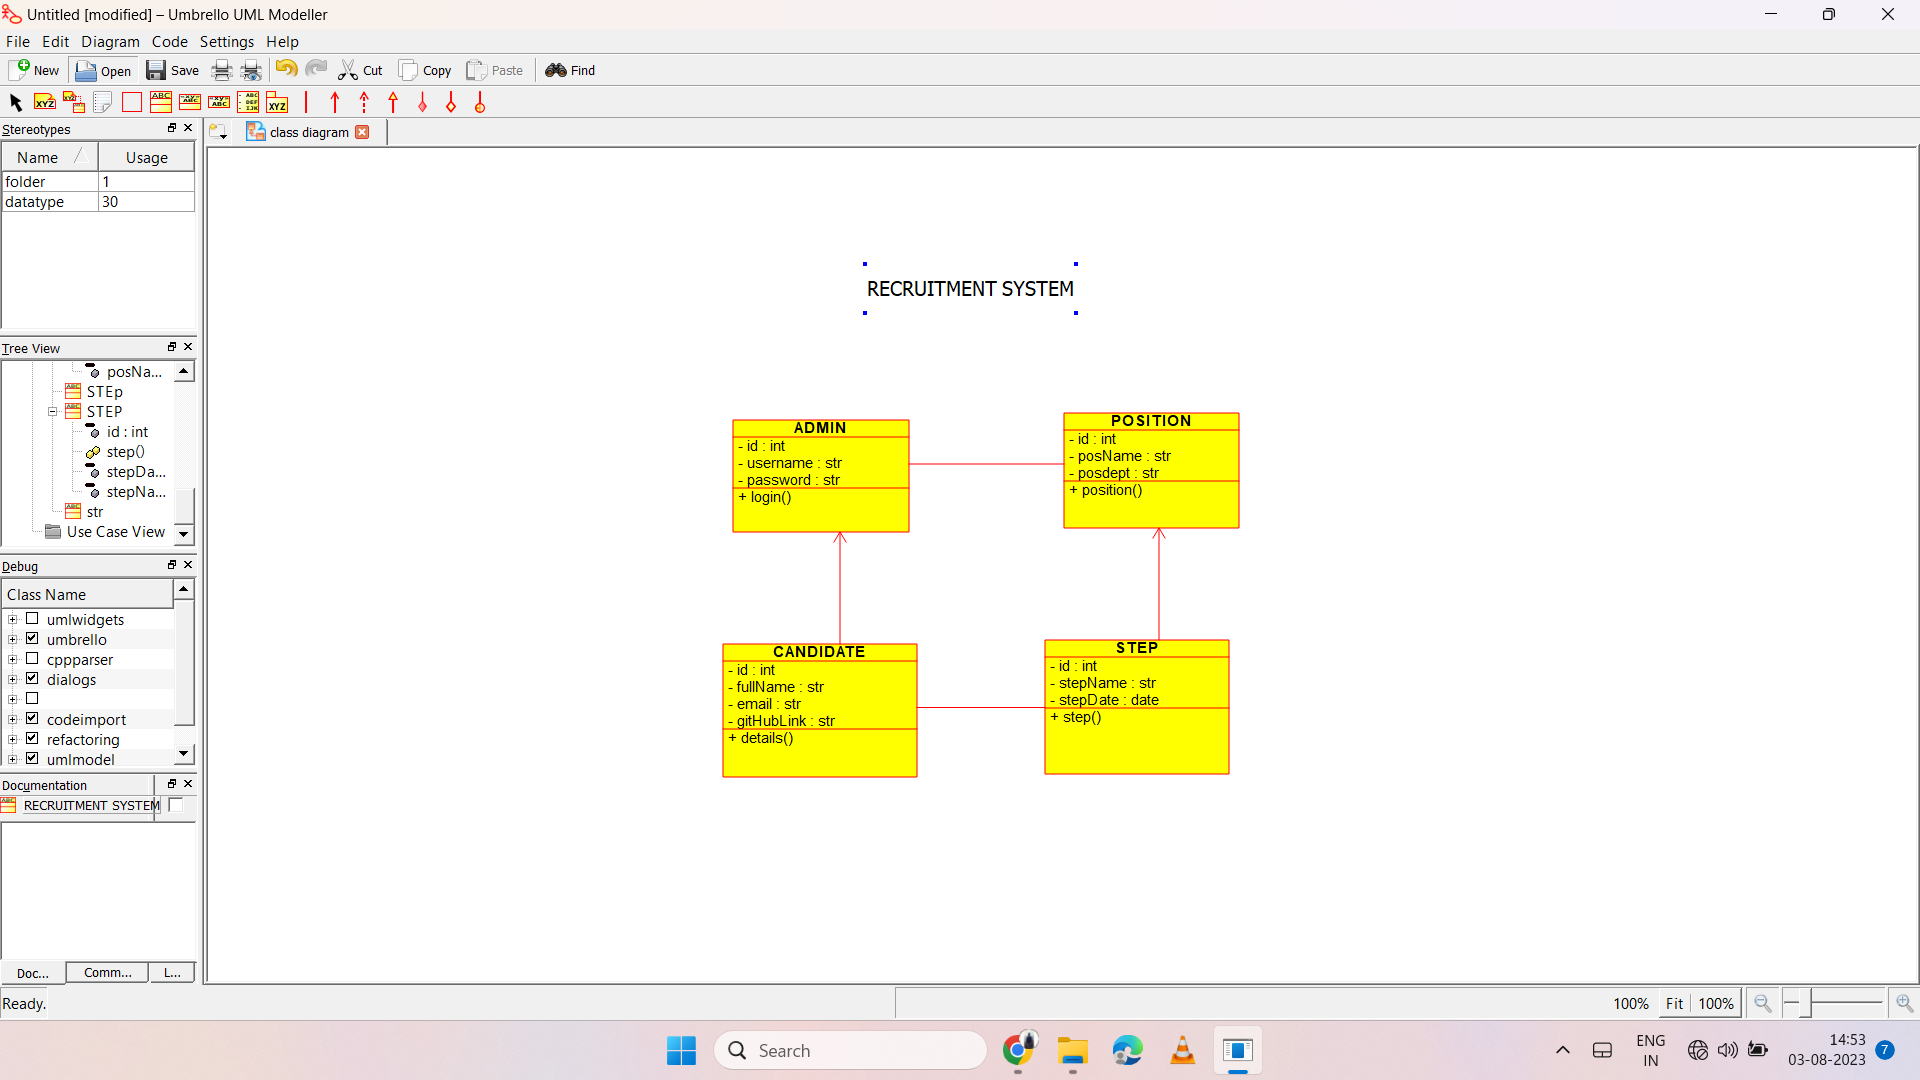 Untitled [modified] – Umbrello UML Modeller
File Edit Diagram Code Settings Help
New Open Save Cut Copy Paste Find
Stereotypes
class diagram
Name Usage
folder 1
datatype 30
RECRUITMENT SYSTEM
Tree View
posNa...
STEp
STEP
id : int
step()
stepDa...
stepNa...
str
Use Case View
ADMIN
- id : int
- username : str
- password : str
+ login()
POSITION
- id : int
- posName : str
- posdept : str
+ position()
CANDIDATE
- id : int
- fullName : str
- email : str
- gitHubLink : str
+ details()
STEP
- id : int
- stepName : str
- stepDate : date
+ step()
Debug
Class Name
umlwidgets
umbrello
cppparser
dialogs
codeimport
refactoring
umlmodel
Documentation
RECRUITMENT SYSTEM
Doc... Comm... L...
Ready.
100% Fit 100%
Search
ENG
IN
14:53
03-08-2023
7